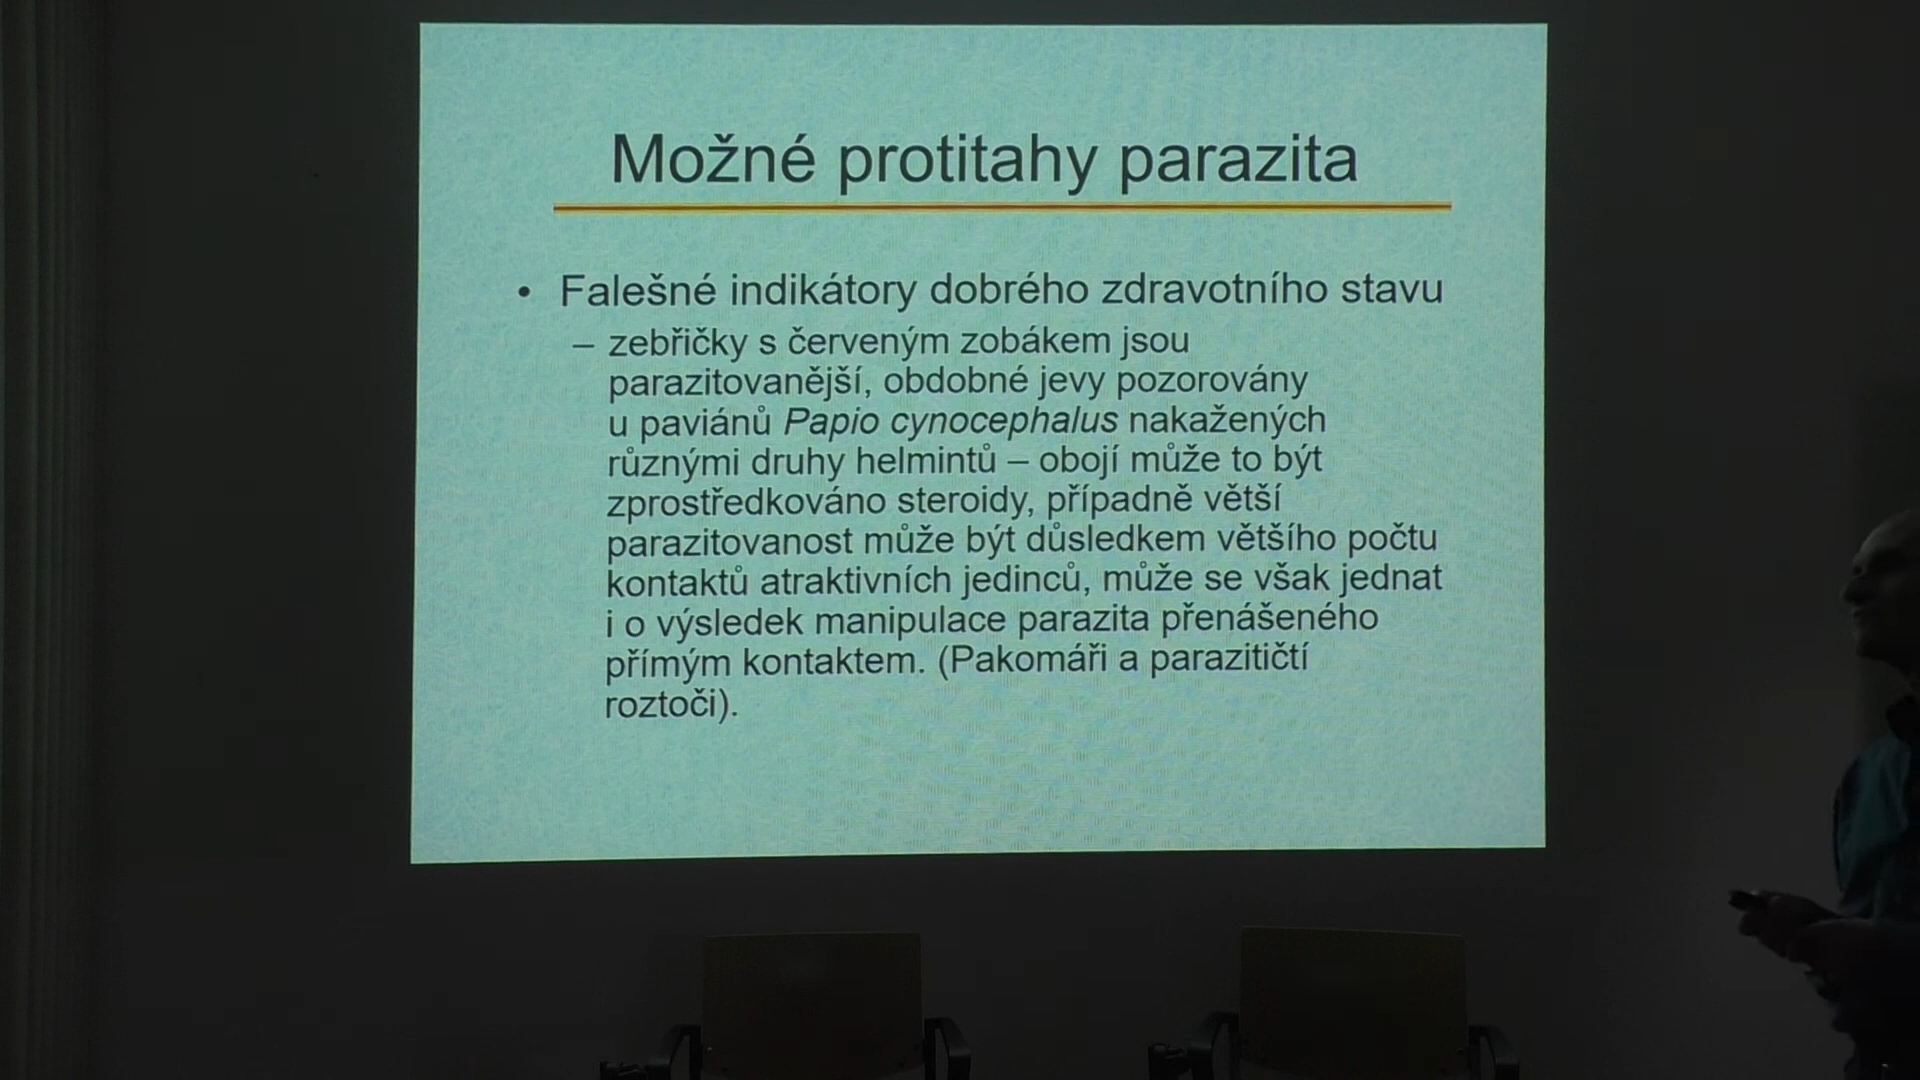 Možné protitahy parazita
• Falešné indikátory dobrého zdravotního stavu
– zebřičky s červeným zobákem jsou
parazitovanější, obdobné jevy pozorovány
u paviánů Papio cynocephalus nakažených
různými druhy helmintů – obojí může to být
zprostředkováno steroidy, případně větší
parazitovanost může být důsledkem většího počtu
kontaktů atraktivních jedinců, může se však jednat
i o výsledek manipulace parazita přenášeného
přímým kontaktem. (Pakomáři a parazitičtí
roztoči).